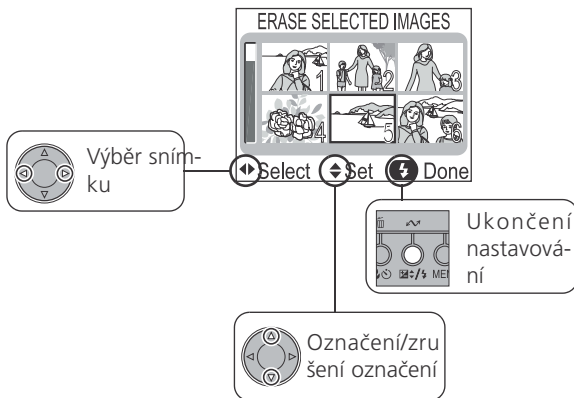 ERASE SELECTED IMAGES
1
2
3
4
5
6
Select Set Done
Výběr sním-
ku
Ukončení
nastavová-
ní
MEN
Označení/zru
šení označení